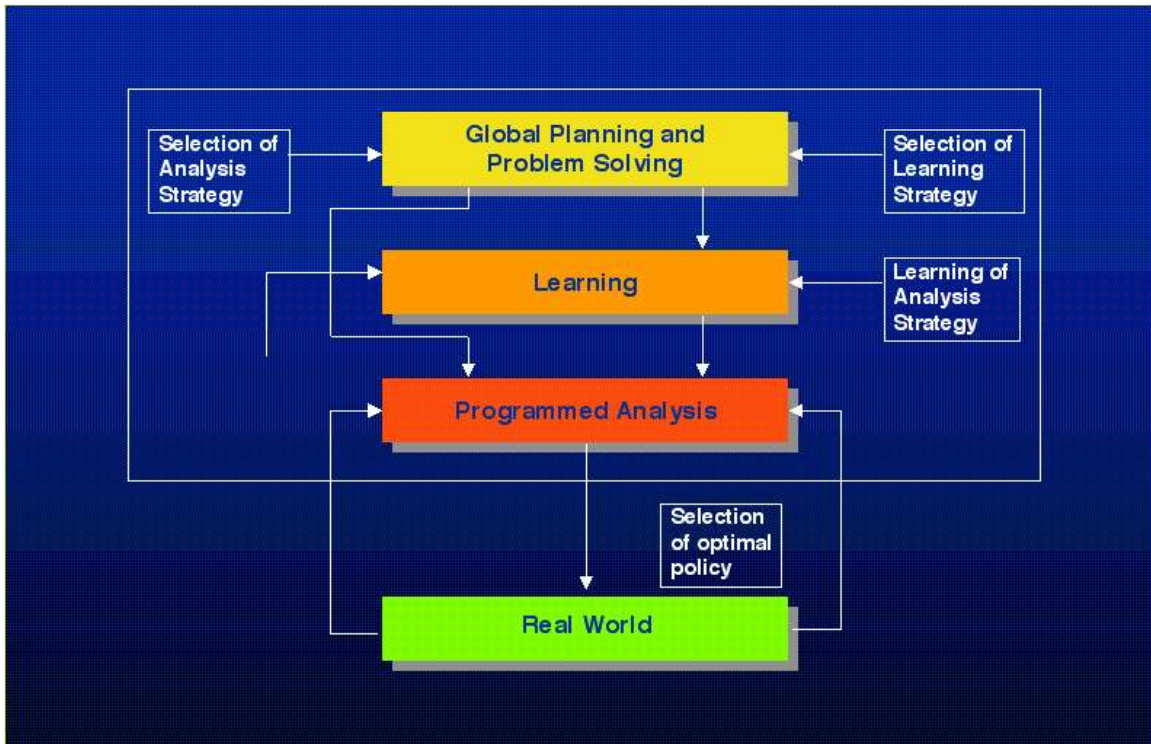 Global Planning and
Problem Solving
Selection of
Analysis
Strategy
Selection of
Learning
Strategy
Learning
Learning of
Analysis
Strategy
Programmed Analysis
Selection
of optimal
policy
Real World